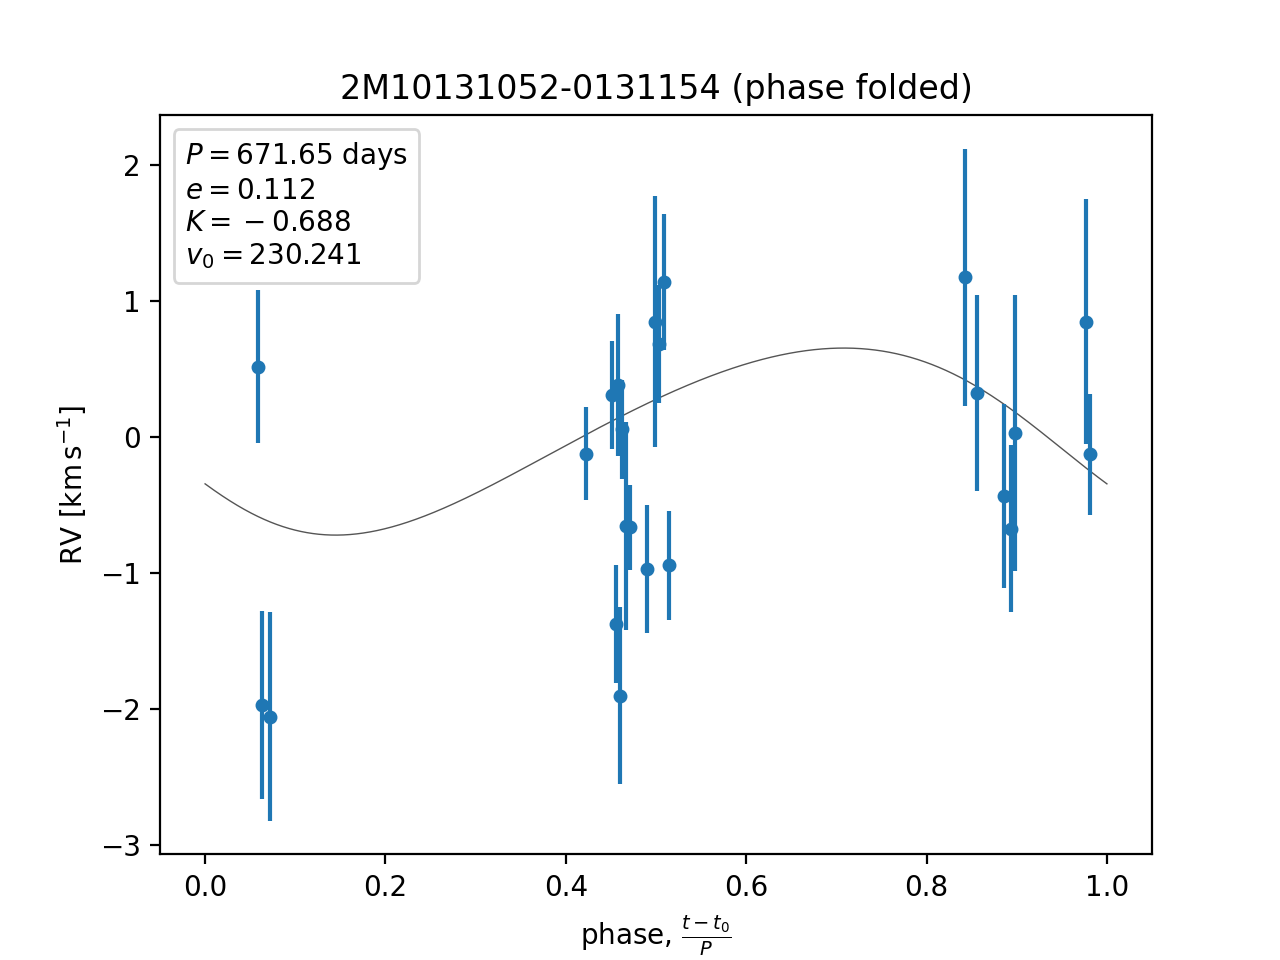 2M10131052-0131154 (phase folded)
P = 671.65 days
e = 0.112
K = − 0.688
v₀ = 230.241
RV [km s⁻¹]
2
1
0
−1
−2
−3
0.0 0.2 0.4 0.6 0.8 1.0
phase, (t − t₀)/P